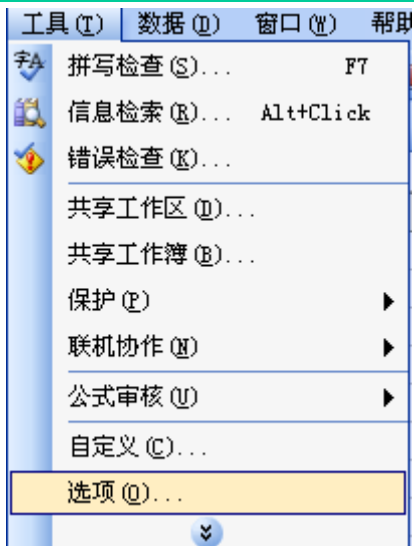 工具(T) 数据(D) 窗口(W)
拼写检查(S)... F7
信息检索(R)... Alt+Click
错误检查(K)...
共享工作区(D)...
共享工作簿(B)...
保护(P)
联机协作(N)
公式审核(U)
自定义(C)...
选项(O)...